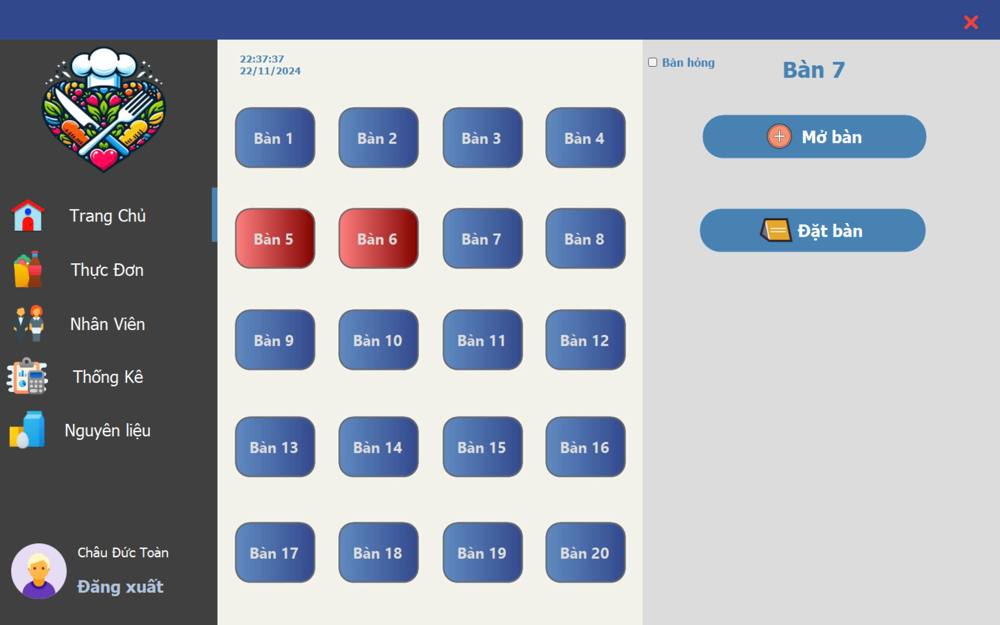 22:37:37
22/11/2024
Trang Chủ
Thực Đơn
Nhân Viên
Thống Kê
Nguyên liệu
Châu Đức Toàn
Đăng xuất
Bàn 1
Bàn 2
Bàn 3
Bàn 4
Bàn 5
Bàn 6
Bàn 7
Bàn 8
Bàn 9
Bàn 10
Bàn 11
Bàn 12
Bàn 13
Bàn 14
Bàn 15
Bàn 16
Bàn 17
Bàn 18
Bàn 19
Bàn 20
Bàn hỏng
Bàn 7
Mở bàn
Đặt bàn